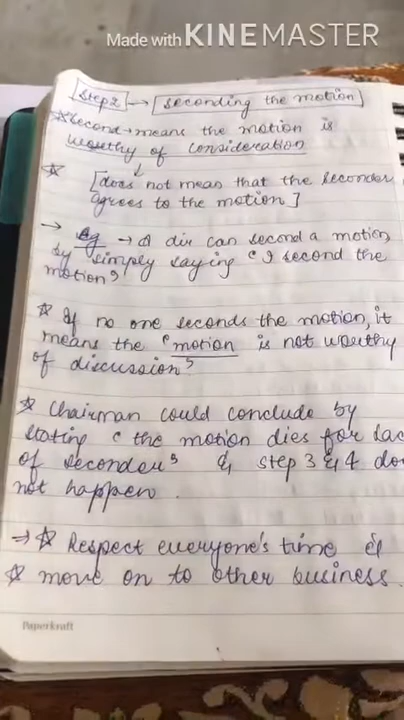 Made with KINEMASTER
Step 2 → seconding the motion
☆ second → means the motion is
worthy of consideration
☆ [does not mean that the seconder
agrees to the motion]
→ eg → A dir can second a motion
by simply saying "I second the
motion"
☆ If no one seconds the motion, it
means the "motion is not worthy
of discussion"
☆ Chairman could conclude by
stating "the motion dies for lac
of seconder" & step 3 & 4 do
not happen.
→ ☆ Respect everyone's time &
☆ move on to other business.
Paperkraft